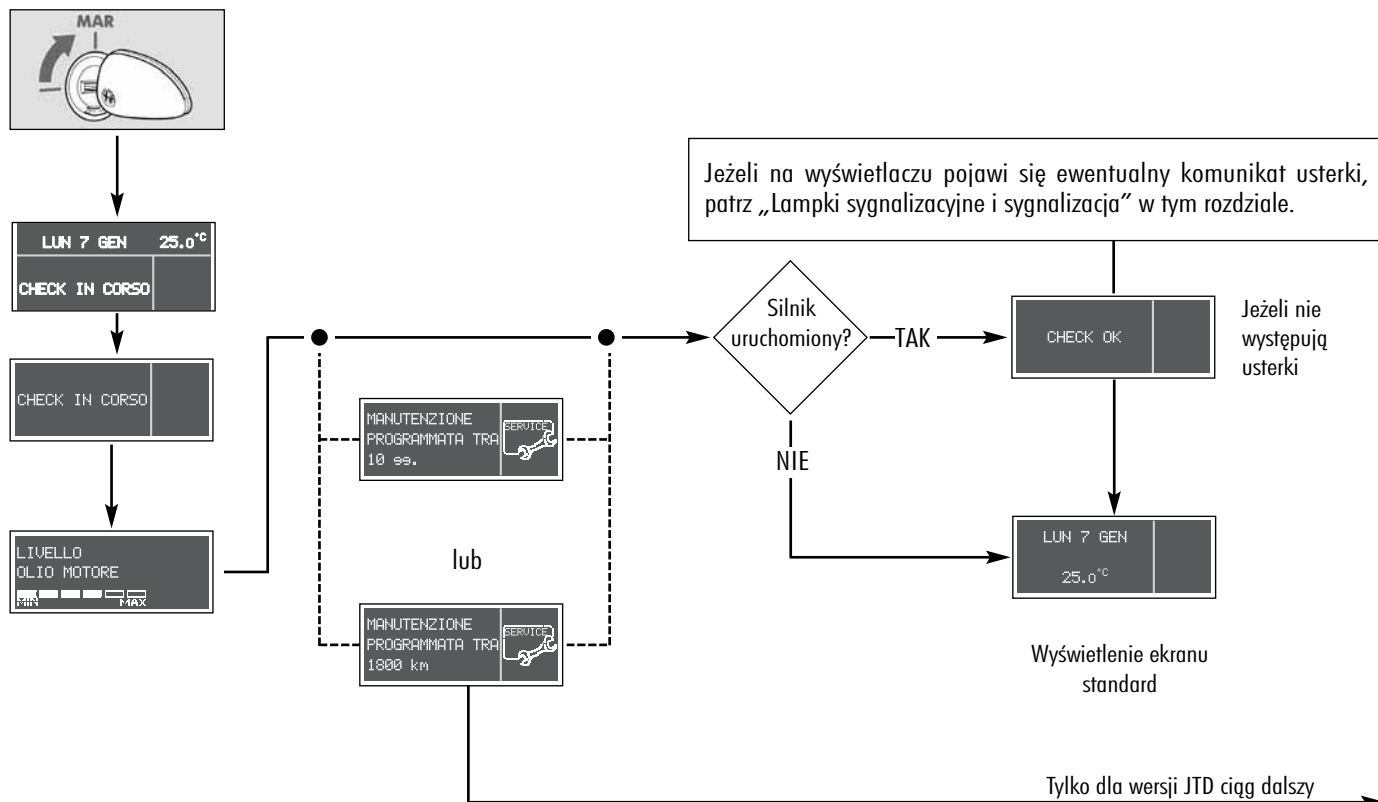 MAR
LUN 7 GEN 25.0°C
CHECK IN CORSO
CHECK IN CORSO
LIVELLO
OLIO MOTORE
MIN MAX
MANUTENZIONE
PROGRAMMATA TRA
10 gg.
SERVICE
lub
MANUTENZIONE
PROGRAMMATA TRA
1800 km
SERVICE
Jeżeli na wyświetlaczu pojawi się ewentualny komunikat usterki,
patrz „Lampki sygnalizacyjne i sygnalizacja” w tym rozdziale.
Silnik
uruchomiony?
TAK
NIE
CHECK OK
Jeżeli nie
występują
usterki
LUN 7 GEN
25.0°C
Wyświetlenie ekranu
standard
Tylko dla wersji JTD ciąg dalszy